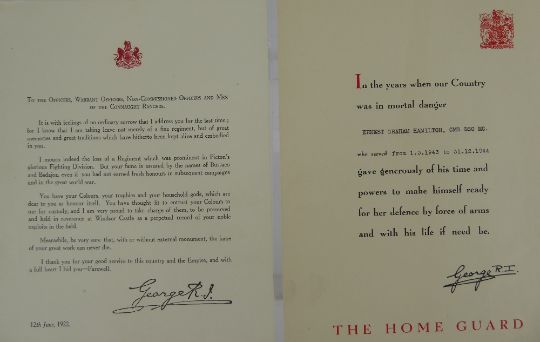 TO THE OFFICERS, WARRANT OFFICERS, NON-COMMISSIONED OFFICERS AND MEN
OF THE CONNAUGHT RANGERS.
It is with feelings of no ordinary sorrow that I address you for the last time;
for I know that I am taking leave not merely of a fine regiment, but of great
memories and great traditions which have hitherto been kept alive and embodied
in you.
I mourn indeed the loss of a Regiment which was prominent in Picton's
glorious Fighting Division. But your fame is secured by the names of Busaco
and Badajoz, even if you had not earned fresh honours in subsequent campaigns
and in the great world war.
You have your Colours, your trophies and your household gods, which are
dear to you as honour itself. You have thought fit to entrust your Colours to
me for custody, and I am very proud to take charge of them, to be preserved
and held in reverence at Windsor Castle as a perpetual record of your noble
exploits in the field.
Meanwhile, be very sure that, with or without external monument, the fame
of your great work can never die.
I thank you for your good service to this country and the Empire, and with
a full heart I bid you—Farewell.
George R.I.
12th June, 1922.
In the years when our Country
was in mortal danger
ERNEST GRAHAM HAMILTON, CMG DSO MC.
who served from 1.5.1943 to 31.12.1944
gave generously of his time and
powers to make himself ready
for her defence by force of arms
and with his life if need be.
George R.I.
THE HOME GUARD